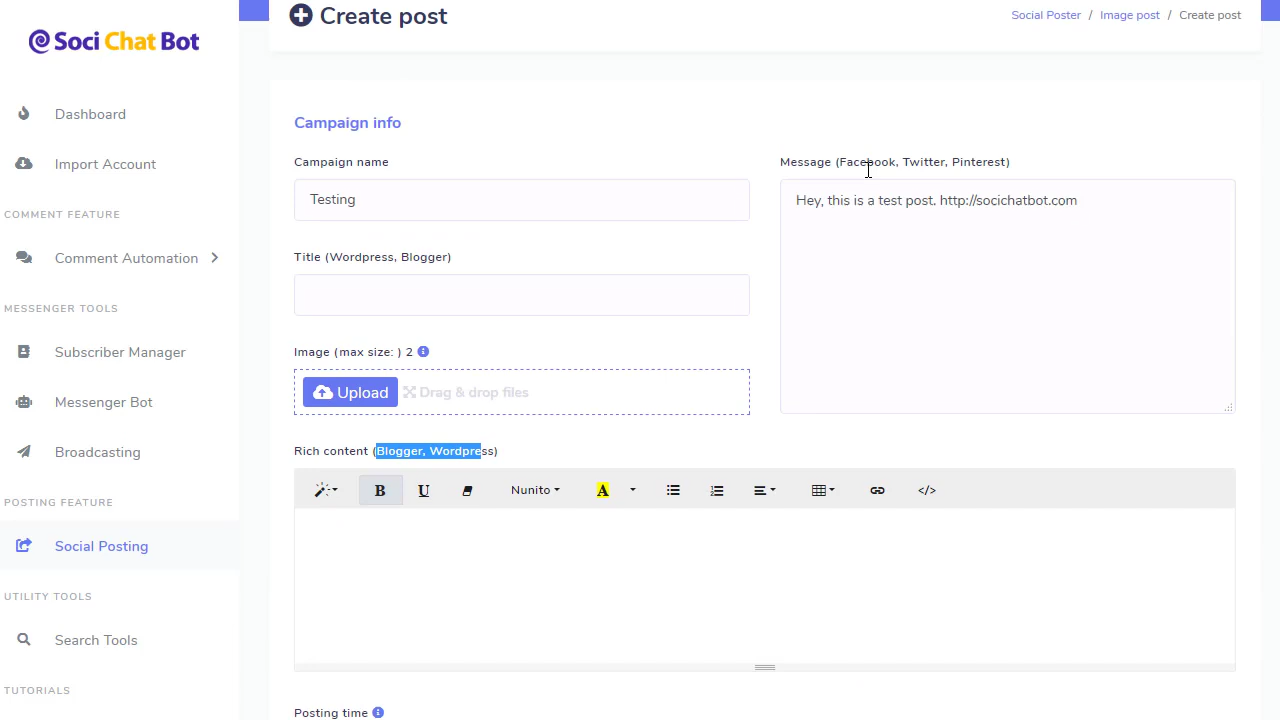 Soci Chat Bot
Dashboard
Import Account
COMMENT FEATURE
Comment Automation
MESSENGER TOOLS
Subscriber Manager
Messenger Bot
Broadcasting
POSTING FEATURE
Social Posting
UTILITY TOOLS
Search Tools
TUTORIALS
Create post
Social Poster / Image post / Create post
Campaign info
Campaign name
Testing
Title (Wordpress, Blogger)
Image (max size: ) 2
Upload Drag & drop files
Message (Facebook, Twitter, Pinterest)
Hey, this is a test post. http://socichatbot.com
Rich content (Blogger, Wordpress)
B U Nunito A </>
Posting time